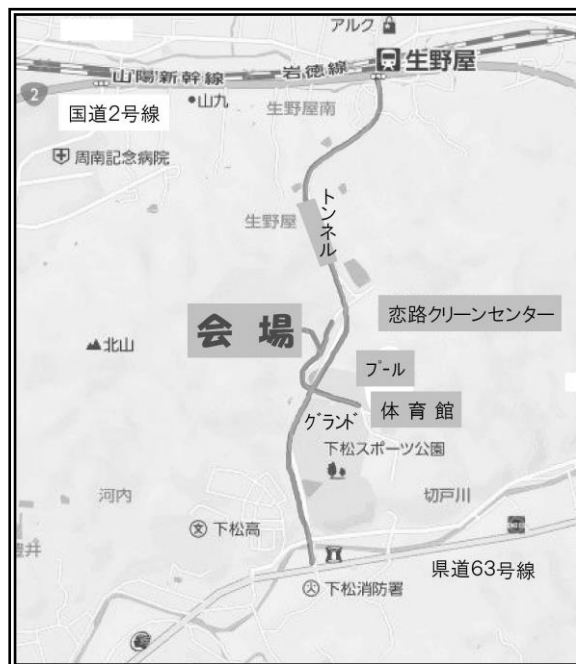 アルク
生野屋
山陽新幹線
岩徳線
2
国道2号線
山九
生野屋南
周南記念病院
生野屋
トンネル
会場
恋路クリーンセンター
北山
プール
体育館
グランド
下松スポーツ公園
河内
切戸川
文
下松高
県道63号線
下松消防署